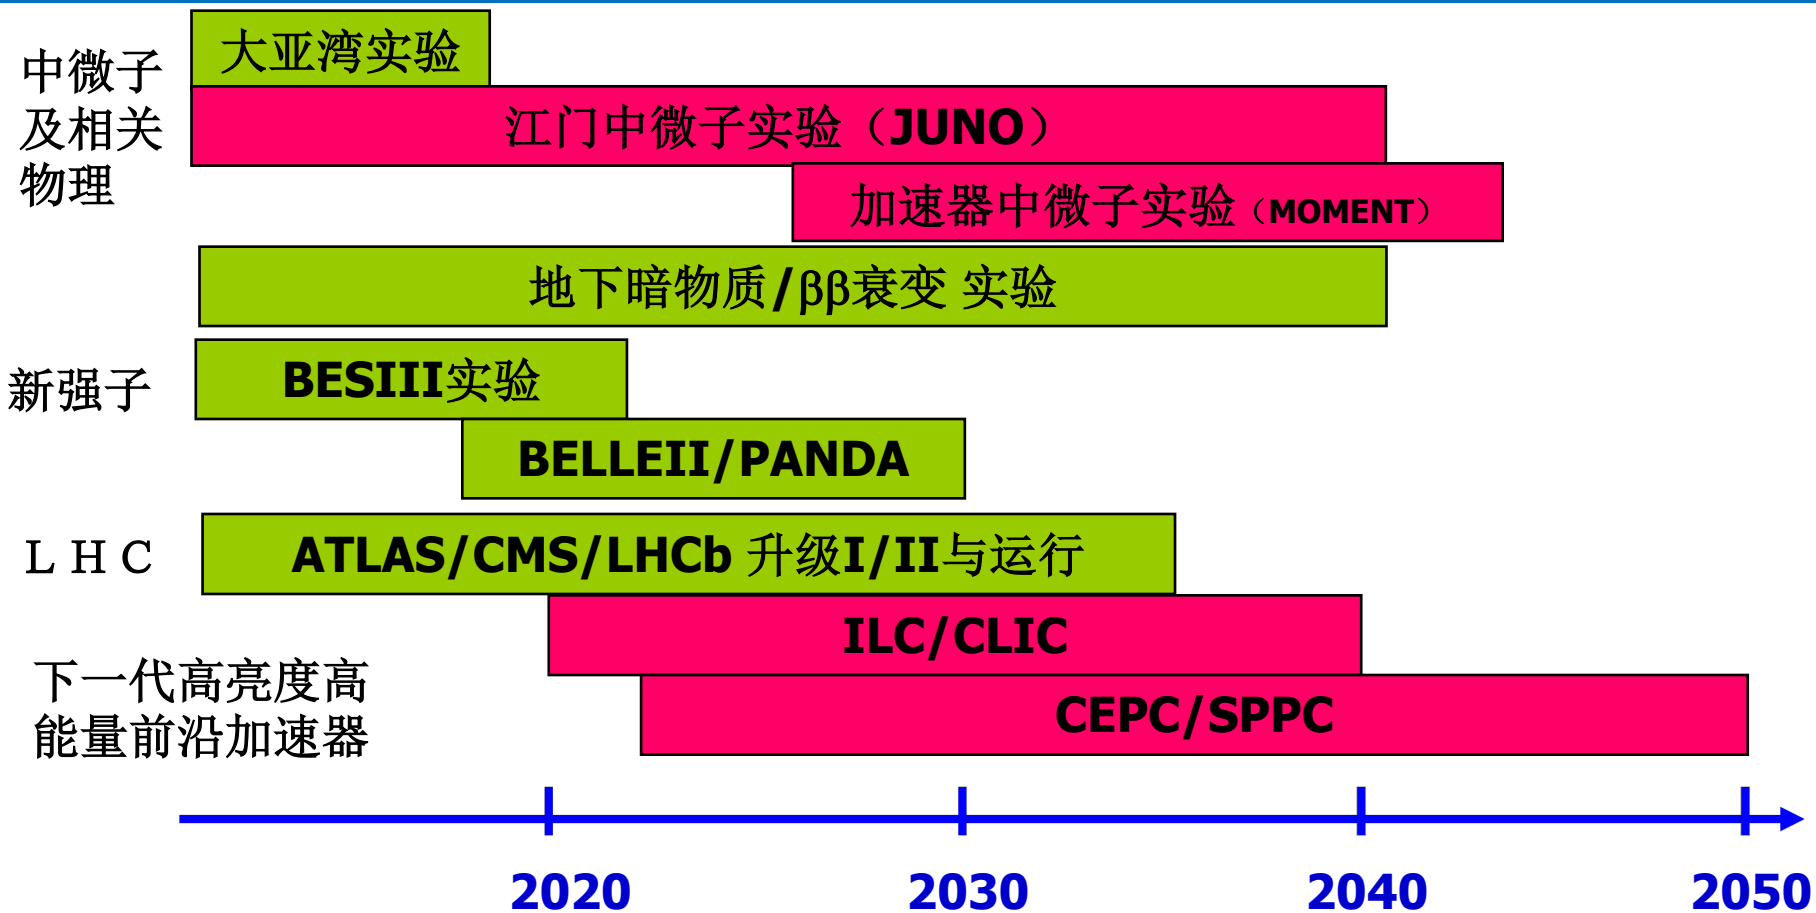 大亚湾实验
中微子
及相关
物理
江门中微子实验（JUNO）
加速器中微子实验（MOMENT）
地下暗物质/ββ衰变 实验
新强子
BESIII实验
BELLEII/PANDA
LHC
ATLAS/CMS/LHCb 升级I/II与运行
ILC/CLIC
下一代高亮度高
能量前沿加速器
CEPC/SPPC
2020
2030
2040
2050